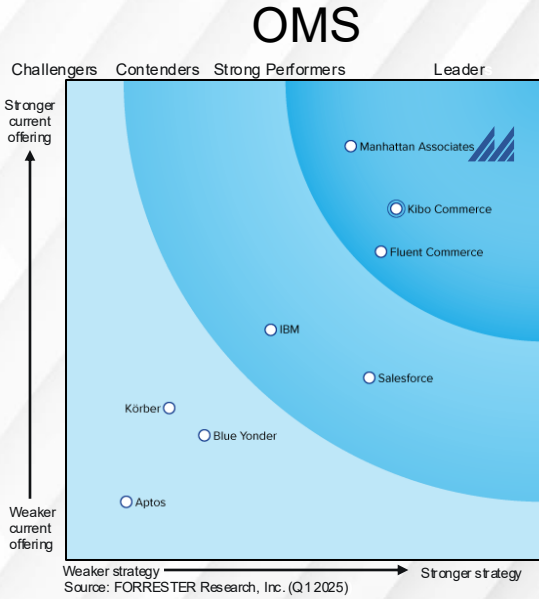 OMS
Challengers Contenders Strong Performers Leader
Stronger
current
offering
Manhattan Associates
Kibo Commerce
Fluent Commerce
IBM
Salesforce
Körber
Blue Yonder
Aptos
Weaker
current
offering
Weaker strategy Stronger strategy
Source: FORRESTER Research, Inc. (Q1 2025)